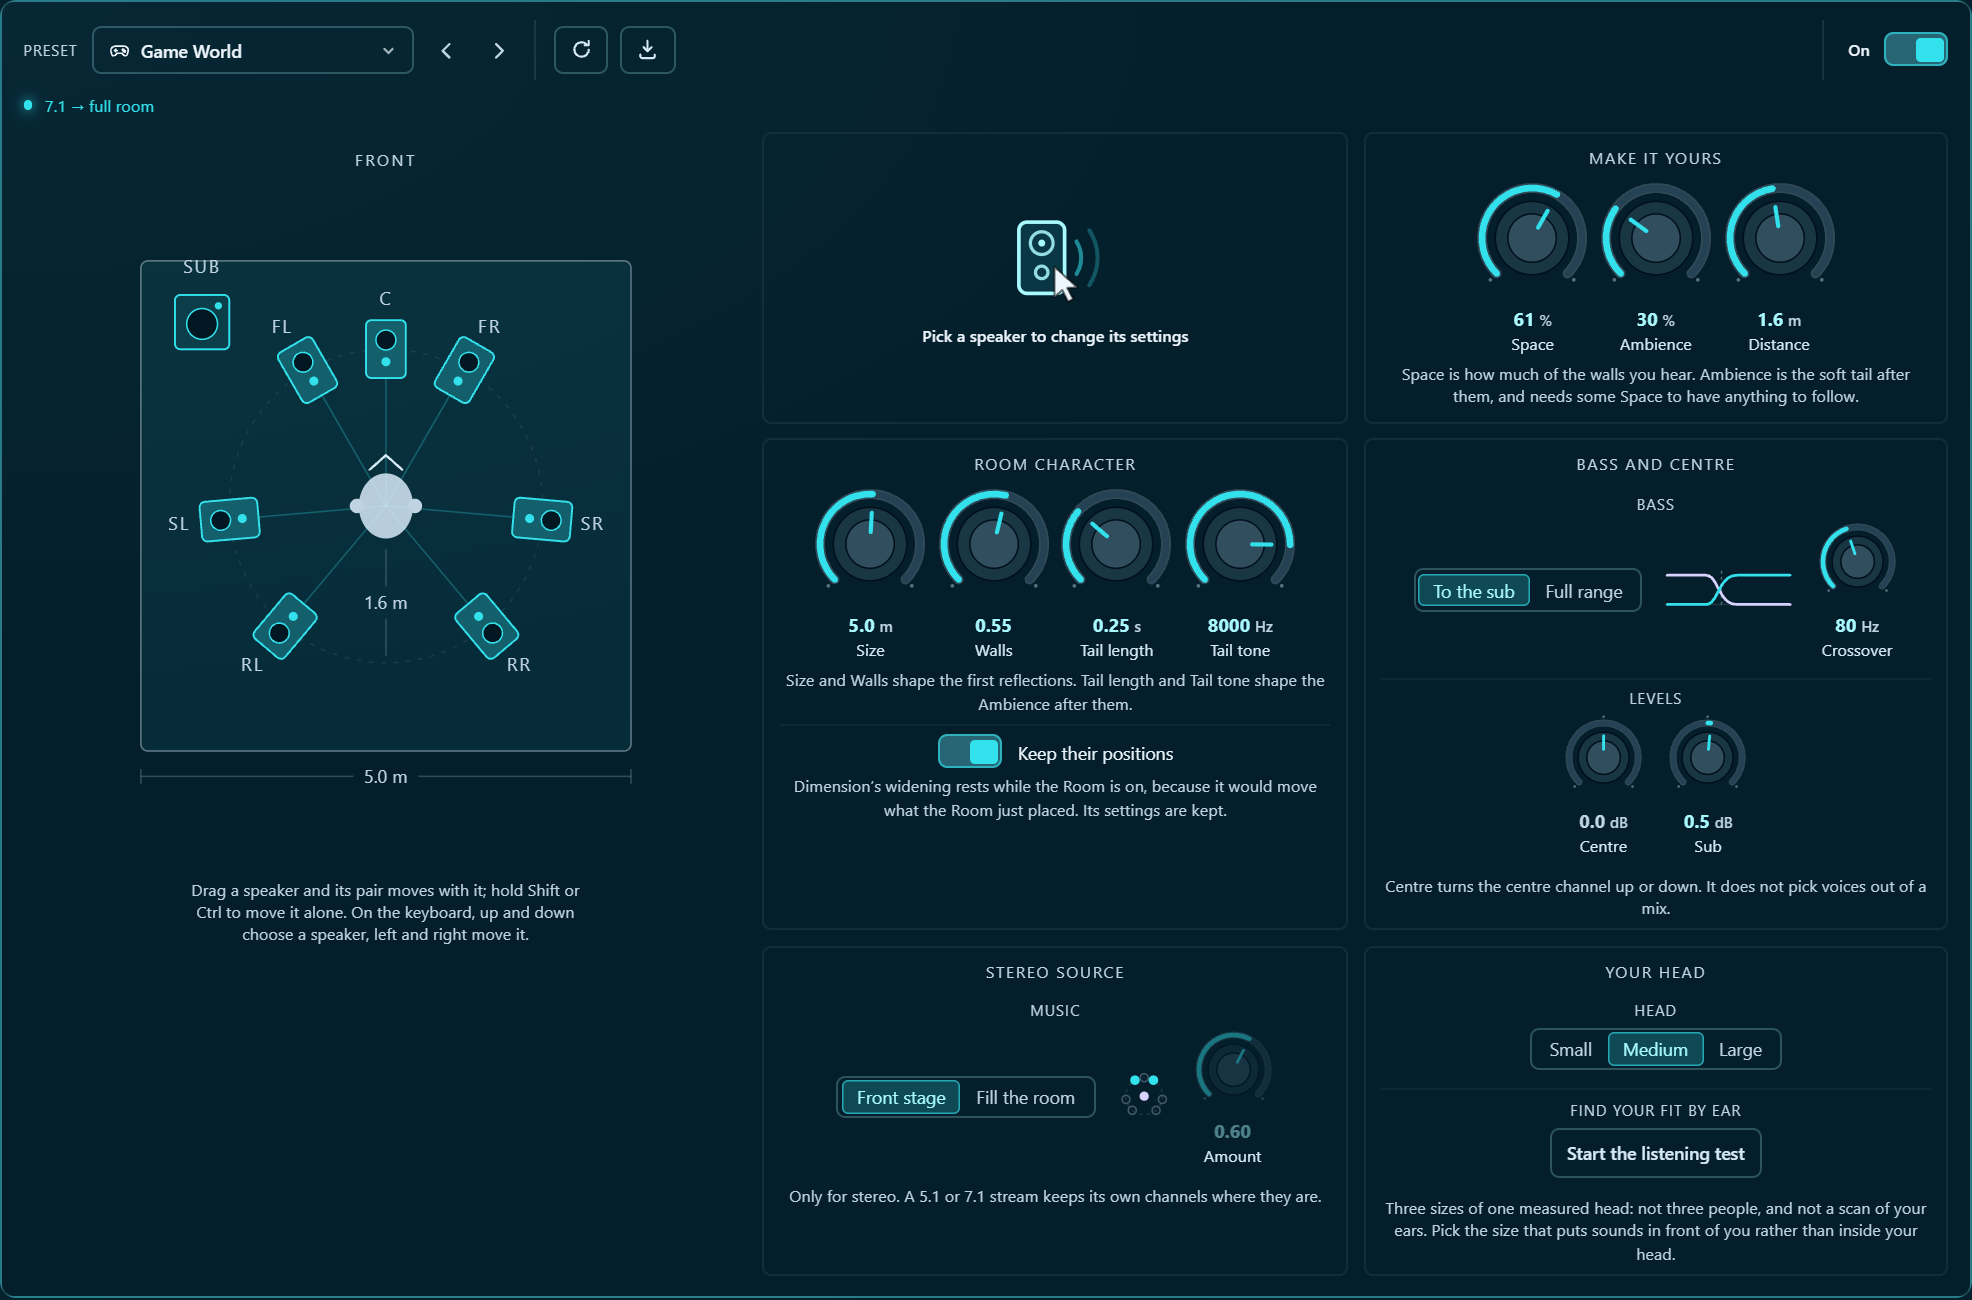 PRESET
Game World
On
7.1 → full room
FRONT
SUB
C
FL
FR
SL
SR
1.6 m
RL
RR
5.0 m
Drag a speaker and its pair moves with it; hold Shift or
Ctrl to move it alone. On the keyboard, up and down
choose a speaker, left and right move it.
Pick a speaker to change its settings
MAKE IT YOURS
61 %
Space
30 %
Ambience
1.6 m
Distance
Space is how much of the walls you hear. Ambience is the soft tail after
them, and needs some Space to have anything to follow.
ROOM CHARACTER
5.0 m
Size
0.55
Walls
0.25 s
Tail length
8000 Hz
Tail tone
Size and Walls shape the first reflections. Tail length and Tail tone shape the
Ambience after them.
Keep their positions
Dimension's widening rests while the Room is on, because it would move
what the Room just placed. Its settings are kept.
BASS AND CENTRE
BASS
To the sub
Full range
80 Hz
Crossover
LEVELS
0.0 dB
Centre
0.5 dB
Sub
Centre turns the centre channel up or down. It does not pick voices out of a
mix.
STEREO SOURCE
MUSIC
Front stage
Fill the room
0.60
Amount
Only for stereo. A 5.1 or 7.1 stream keeps its own channels where they are.
YOUR HEAD
HEAD
Small
Medium
Large
FIND YOUR FIT BY EAR
Start the listening test
Three sizes of one measured head: not three people, and not a scan of your
ears. Pick the size that puts sounds in front of you rather than inside your
head.